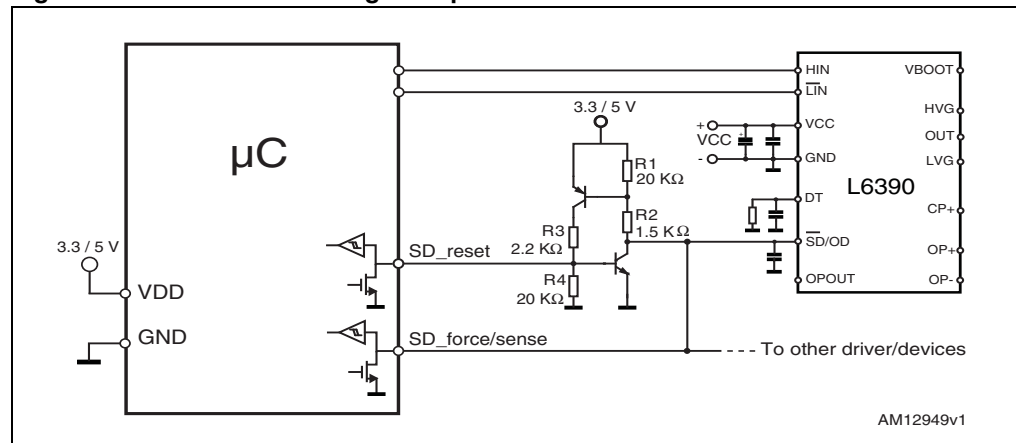 µC
3.3 / 5 V
VDD
GND
SD_reset
SD_force/sense
3.3 / 5 V
R1
20 KΩ
R2
1.5 KΩ
R3
2.2 KΩ
R4
20 KΩ
+
VCC
-
HIN
LIN
VCC
GND
DT
SD/OD
OPOUT
L6390
VBOOT
HVG
OUT
LVG
CP+
OP+
OP-
To other driver/devices
AM12949v1